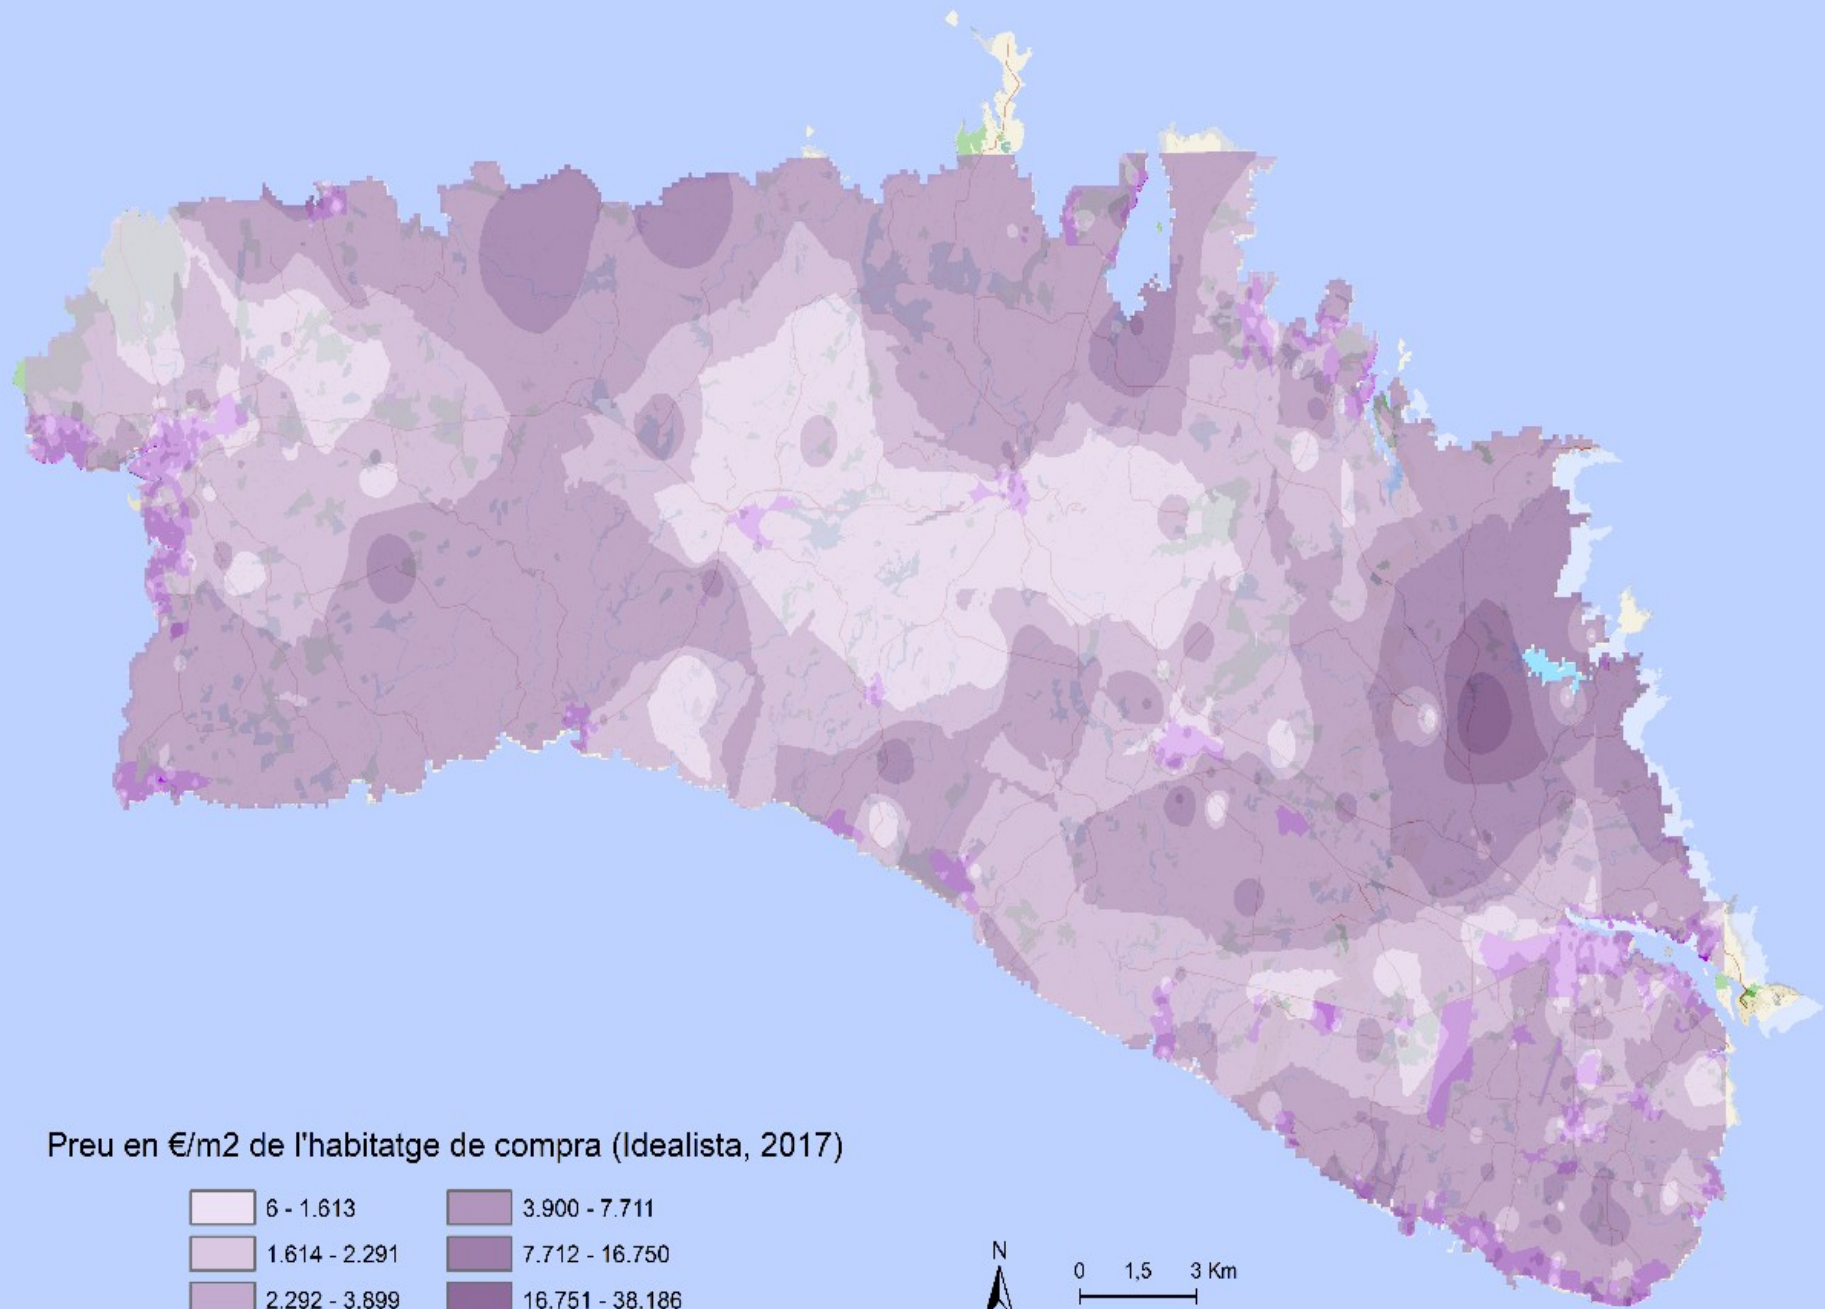 Preu en €/m2 de l'habitatge de compra (Idealista, 2017)
6 - 1.613
3.900 - 7.711
1.614 - 2.291
7.712 - 16.750
2.292 - 3.899
16.751 - 38.186
N
0 1,5 3 Km